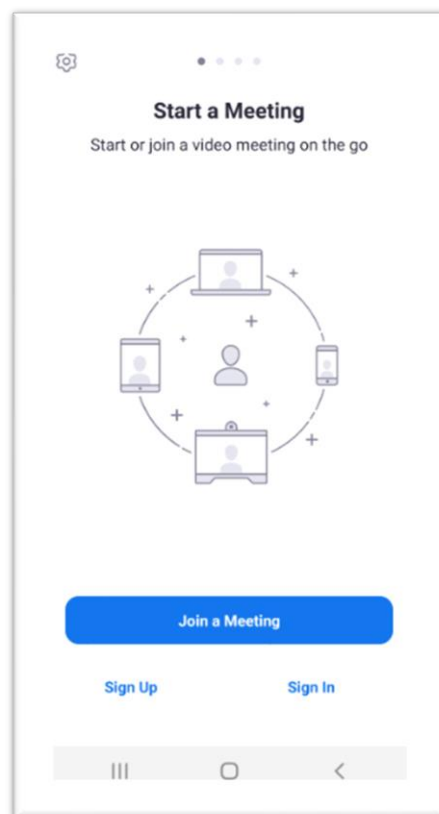 Start a Meeting
Start or join a video meeting on the go
Join a Meeting
Sign Up
Sign In